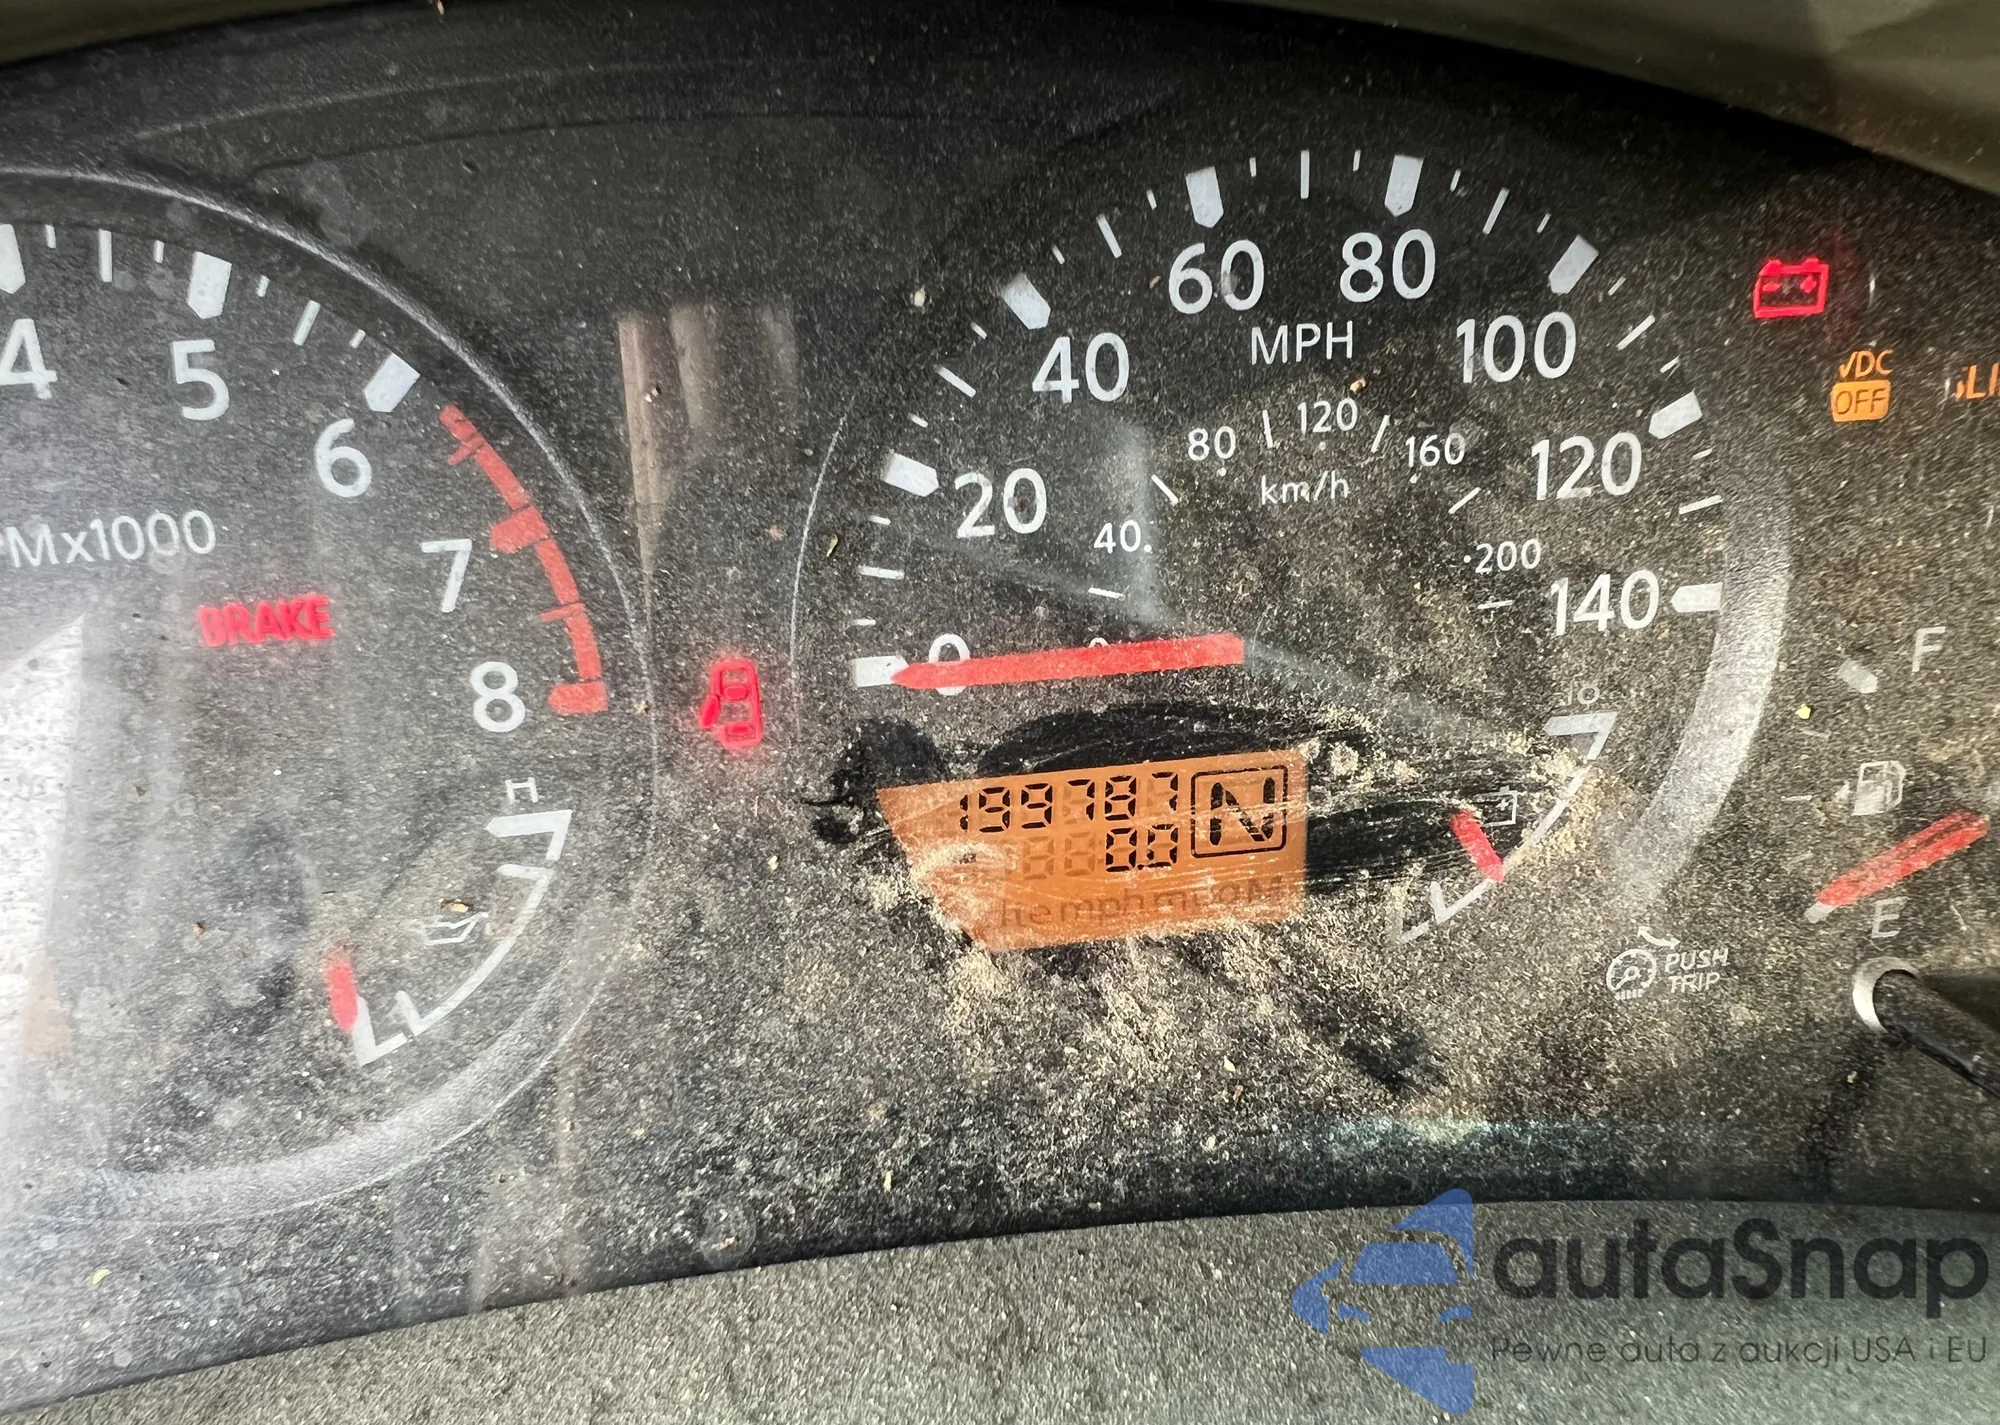 4
5
6
7
8
x1000
BRAKE
H
0
20
40
60
80
100
120
140
MPH
40
80
120
160
200
km/h
199787
0.0
N
VDC
OFF
F
E
PUSH
TRIP
autaSnap
Pewne auta z aukcji USA i EU